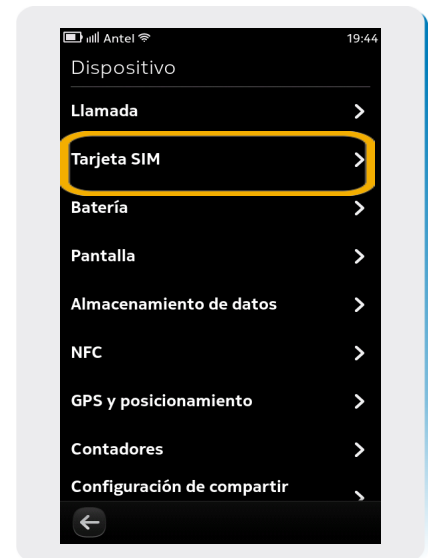 Antel 19:44
Dispositivo
Llamada
Tarjeta SIM
Batería
Pantalla
Almacenamiento de datos
NFC
GPS y posicionamiento
Contadores
Configuración de compartir